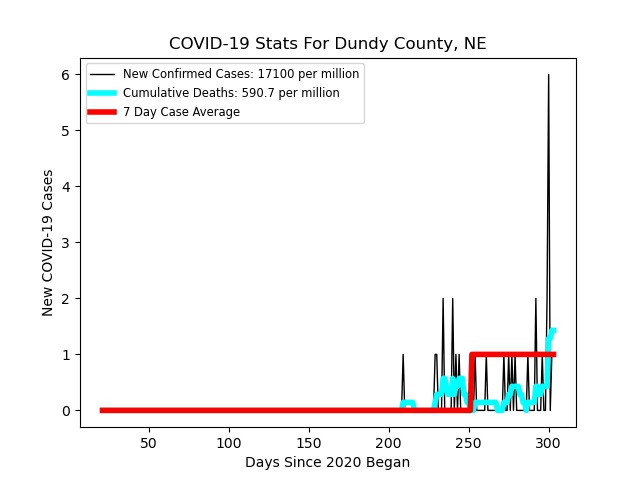 COVID-19 Stats For Dundy County, NE
New Confirmed Cases: 17100 per million
Cumulative Deaths: 590.7 per million
7 Day Case Average
6
5
4
3
2
1
0
New COVID-19 Cases
50 100 150 200 250 300
Days Since 2020 Began